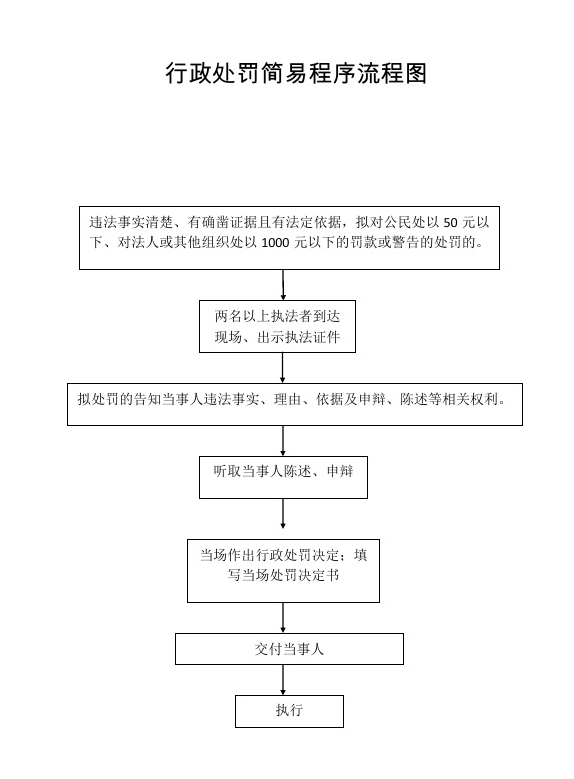 行政处罚简易程序流程图
违法事实清楚、有确凿证据且有法定依据，拟对公民处以 50 元以
下、对法人或其他组织处以 1000 元以下的罚款或警告的处罚的。
两名以上执法者到达
现场、出示执法证件
拟处罚的告知当事人违法事实、理由、依据及申辩、陈述等相关权利。
听取当事人陈述、申辩
当场作出行政处罚决定；填
写当场处罚决定书
交付当事人
执行